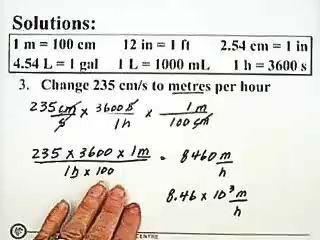 Solutions:
1 m = 100 cm 12 in = 1 ft 2.54 cm = 1 in
4.54 L = 1 gal 1 L = 1000 mL 1 h = 3600 s
3. Change 235 cm/s to metres per hour
235 cm/s × 3600 s/1h × 1 m/100 cm
235 × 3600 × 1m/1h × 100 = 8460 m/h
8.46 × 10³ m/h
CENTRE